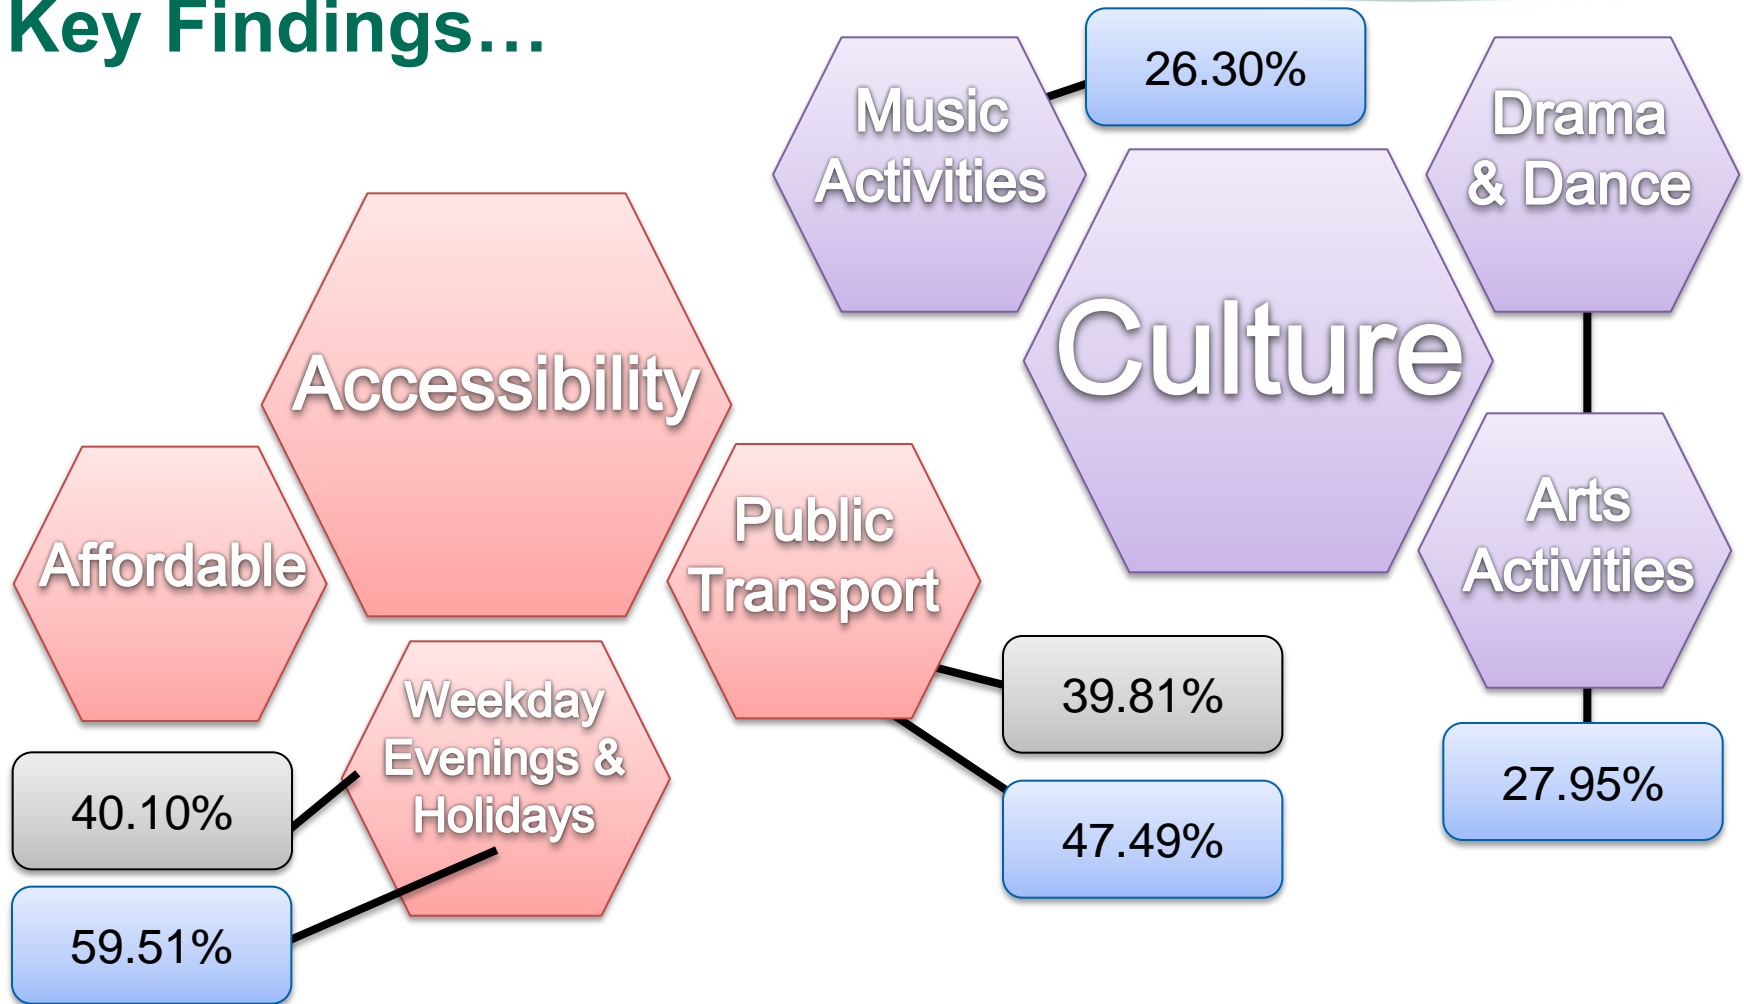 Key Findings…
26.30%
Music
Activities
Drama
& Dance
Culture
Accessibility
Arts
Activities
Affordable
Public
Transport
Weekday
Evenings &
Holidays
39.81%
47.49%
27.95%
40.10%
59.51%